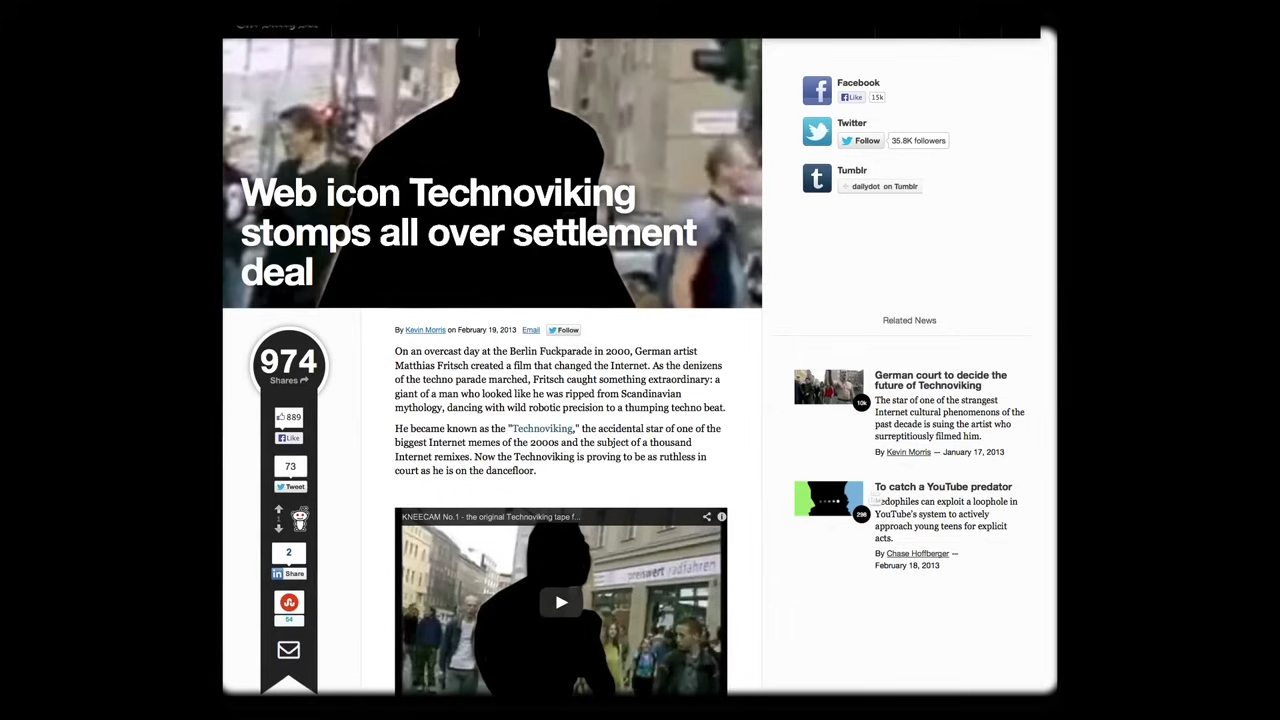 Web icon Technoviking
stomps all over settlement
deal
974
Shares
889
Like
73
Tweet
1
2
in Share
54
By Kevin Morris on February 19, 2013 Email Follow
On an overcast day at the Berlin Fuckparade in 2000, German artist
Matthias Fritsch created a film that changed the Internet. As the denizens
of the techno parade marched, Fritsch caught something extraordinary: a
giant of a man who looked like he was ripped from Scandinavian
mythology, dancing with wild robotic precision to a thumping techno beat.
He became known as the "Technoviking," the accidental star of one of the
biggest Internet memes of the 2000s and the subject of a thousand
Internet remixes. Now the Technoviking is proving to be as ruthless in
court as he is on the dancefloor.
KNEECAM No.1 - the original Technoviking tape f...
preiswert radfahren
Facebook
Like 15k
Twitter
Follow 35.8K followers
Tumblr
dailydot on Tumblr
Related News
German court to decide the
future of Technoviking
10k
The star of one of the strangest
Internet cultural phenomenons of the
past decade is suing the artist who
surreptitiously filmed him.
By Kevin Morris — January 17, 2013
To catch a YouTube predator
298
edophiles can exploit a loophole in
YouTube's system to actively
approach young teens for explicit
acts.
By Chase Hoffberger —
February 18, 2013